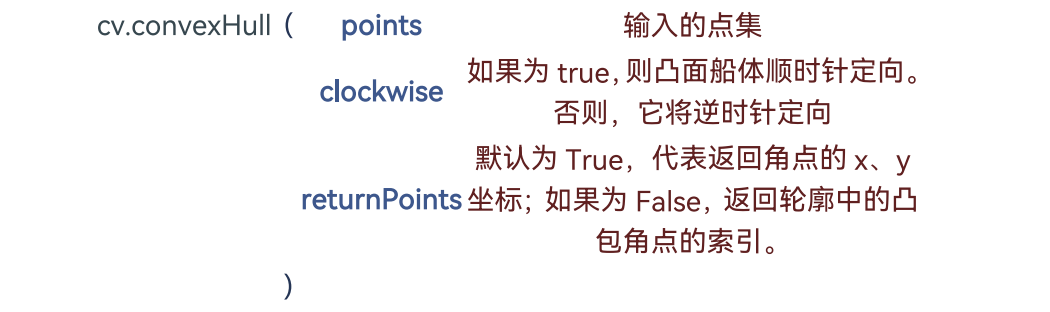 cv.convexHull ( points 输入的点集
clockwise 如果为 true，则凸面船体顺时针定向。
否则，它将逆时针定向
默认为 True，代表返回角点的 x、y
returnPoints 坐标；如果为 False，返回轮廓中的凸
包角点的索引。
)